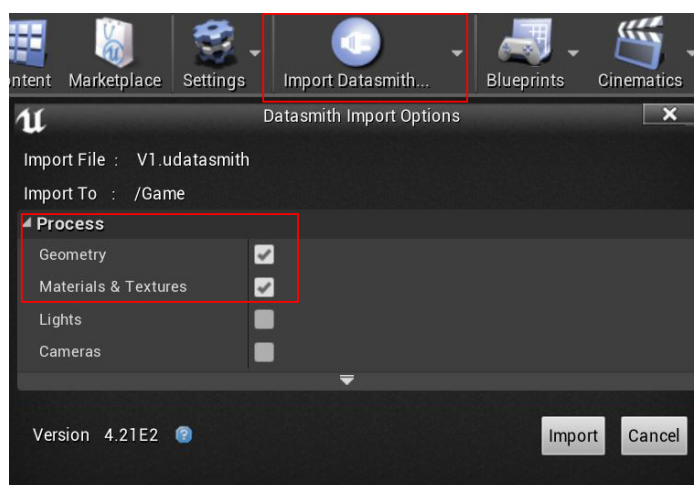 Marketplace Settings Import Datasmith... Blueprints Cinematics
Datasmith Import Options
Import File : V1.udatasmith
Import To : /Game
Process
Geometry
Materials & Textures
Lights
Cameras
Version 4.21E2 ?
Import Cancel